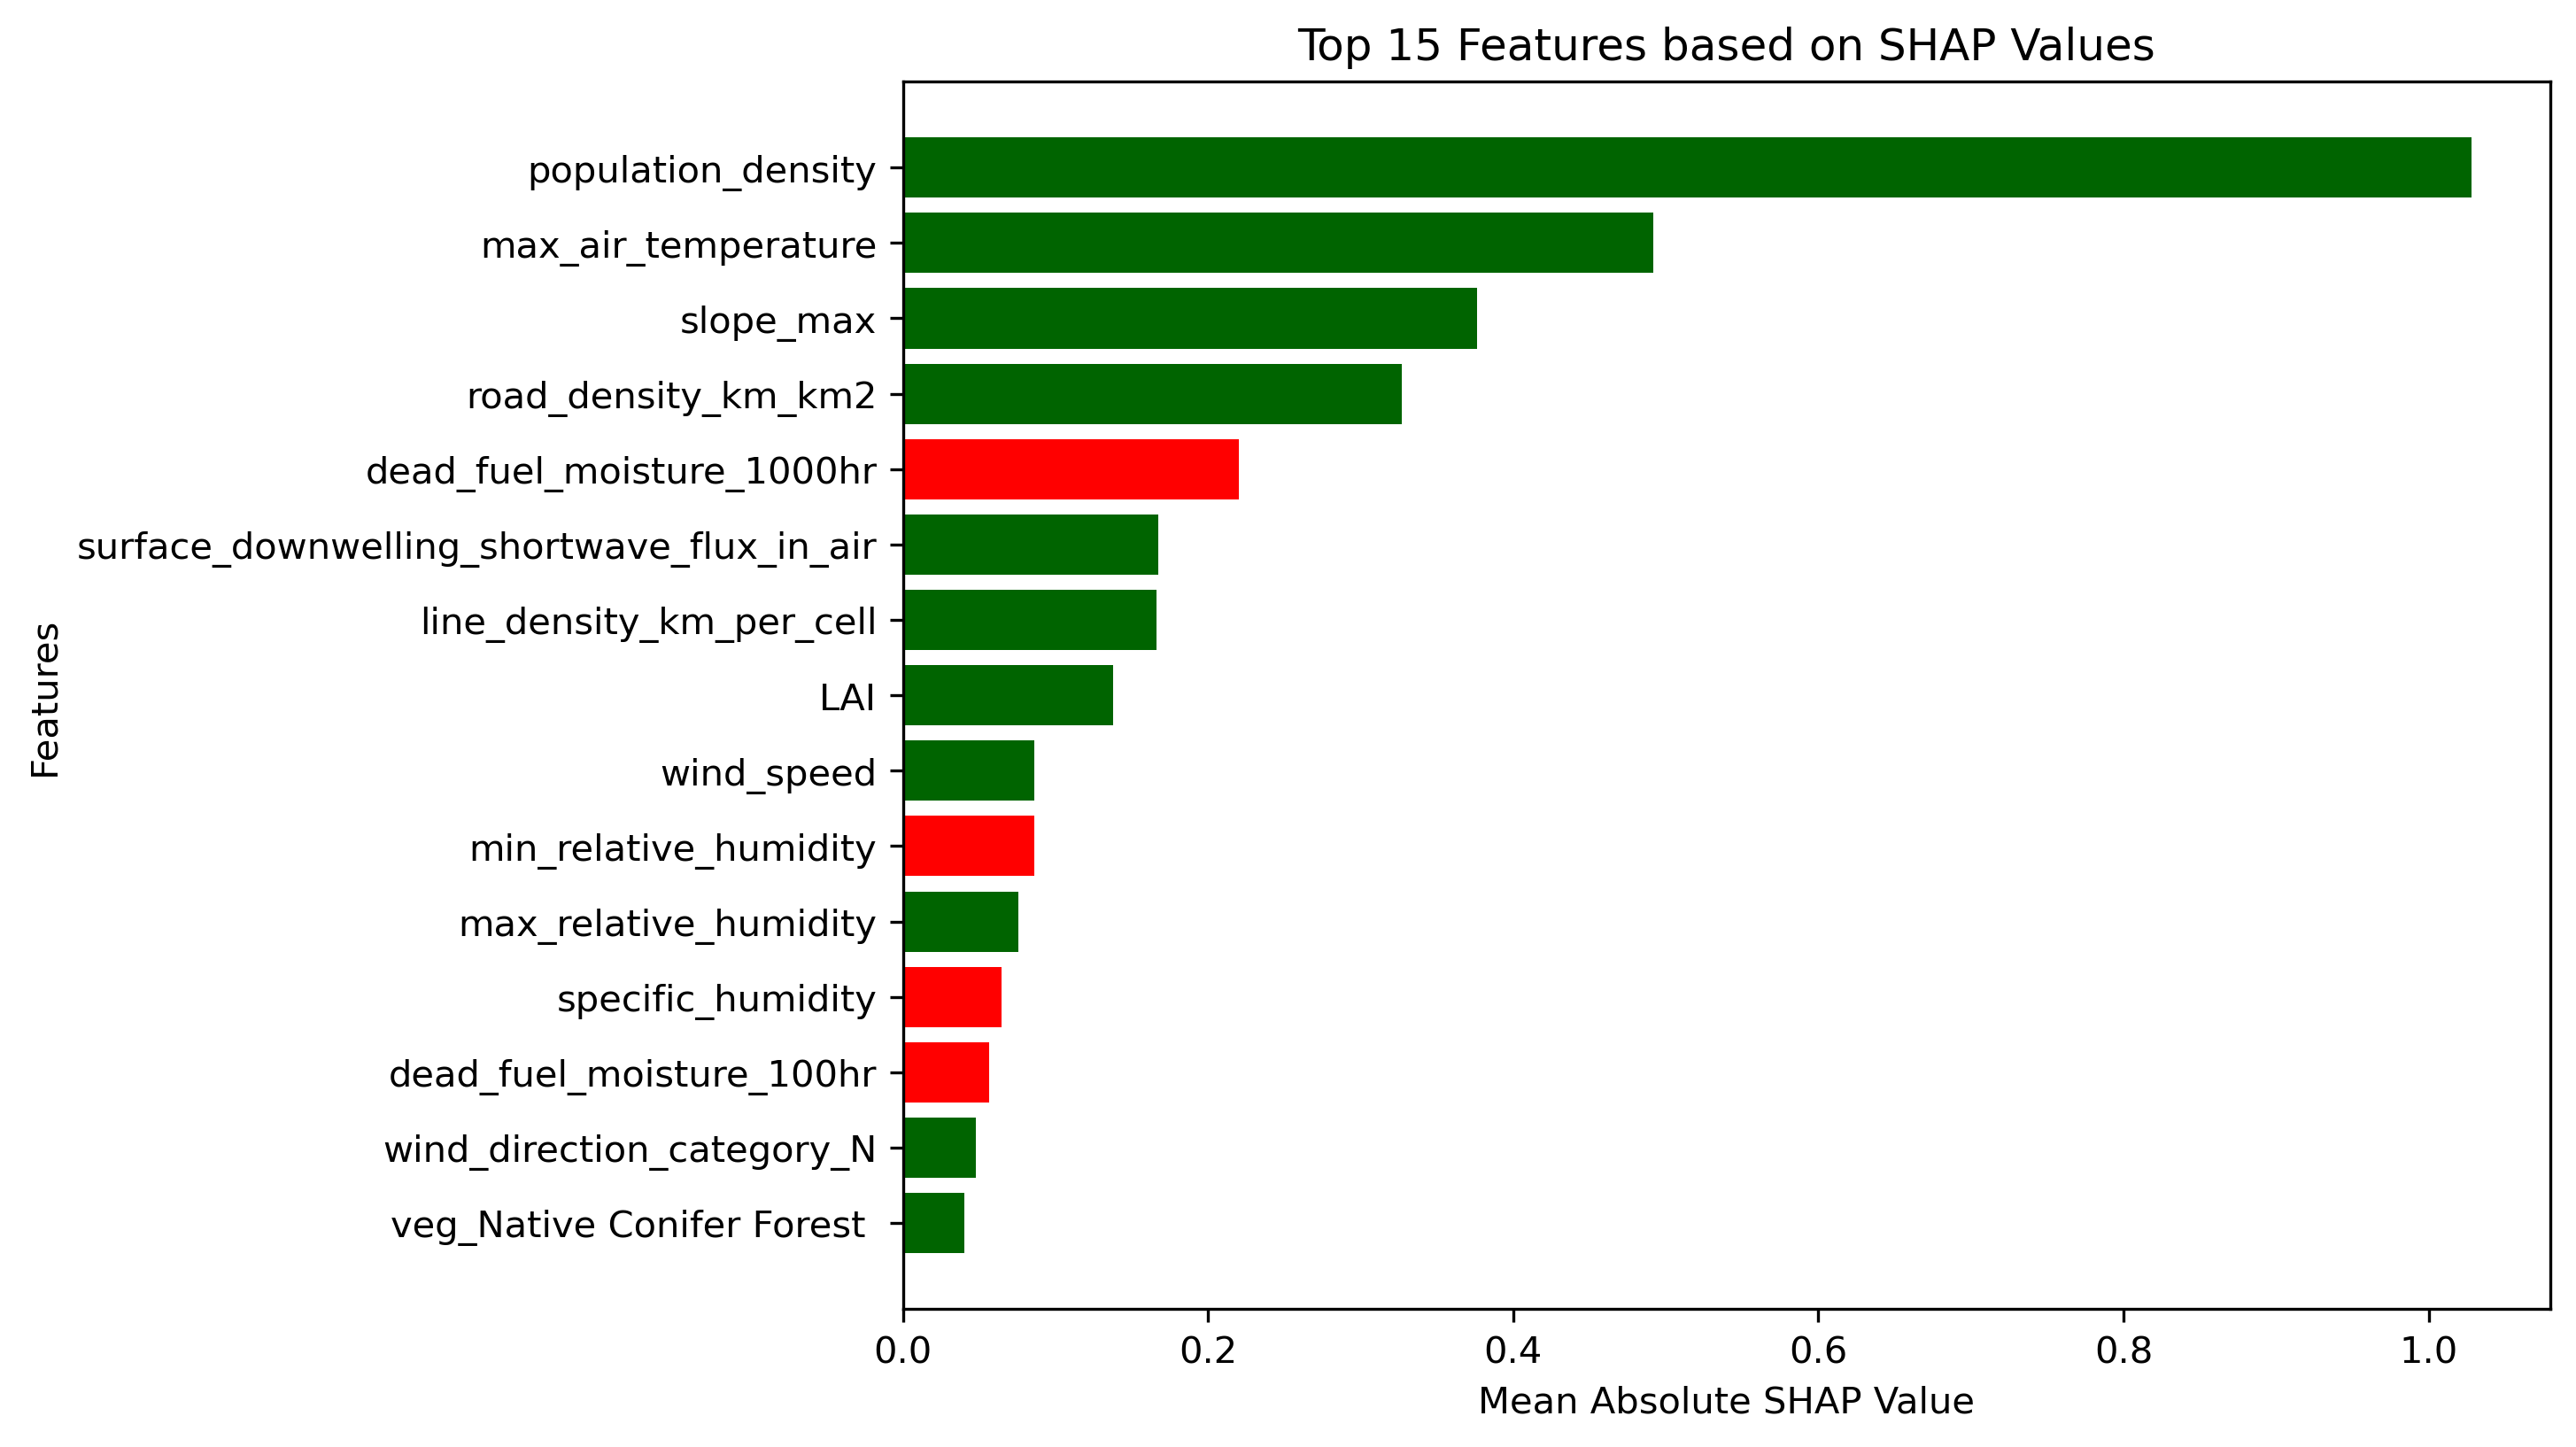 Top 15 Features based on SHAP Values
population_density
max_air_temperature
slope_max
road_density_km_km2
dead_fuel_moisture_1000hr
surface_downwelling_shortwave_flux_in_air
line_density_km_per_cell
LAI
wind_speed
min_relative_humidity
max_relative_humidity
specific_humidity
dead_fuel_moisture_100hr
wind_direction_category_N
veg_Native Conifer Forest
Features
0.0 0.2 0.4 0.6 0.8 1.0
Mean Absolute SHAP Value